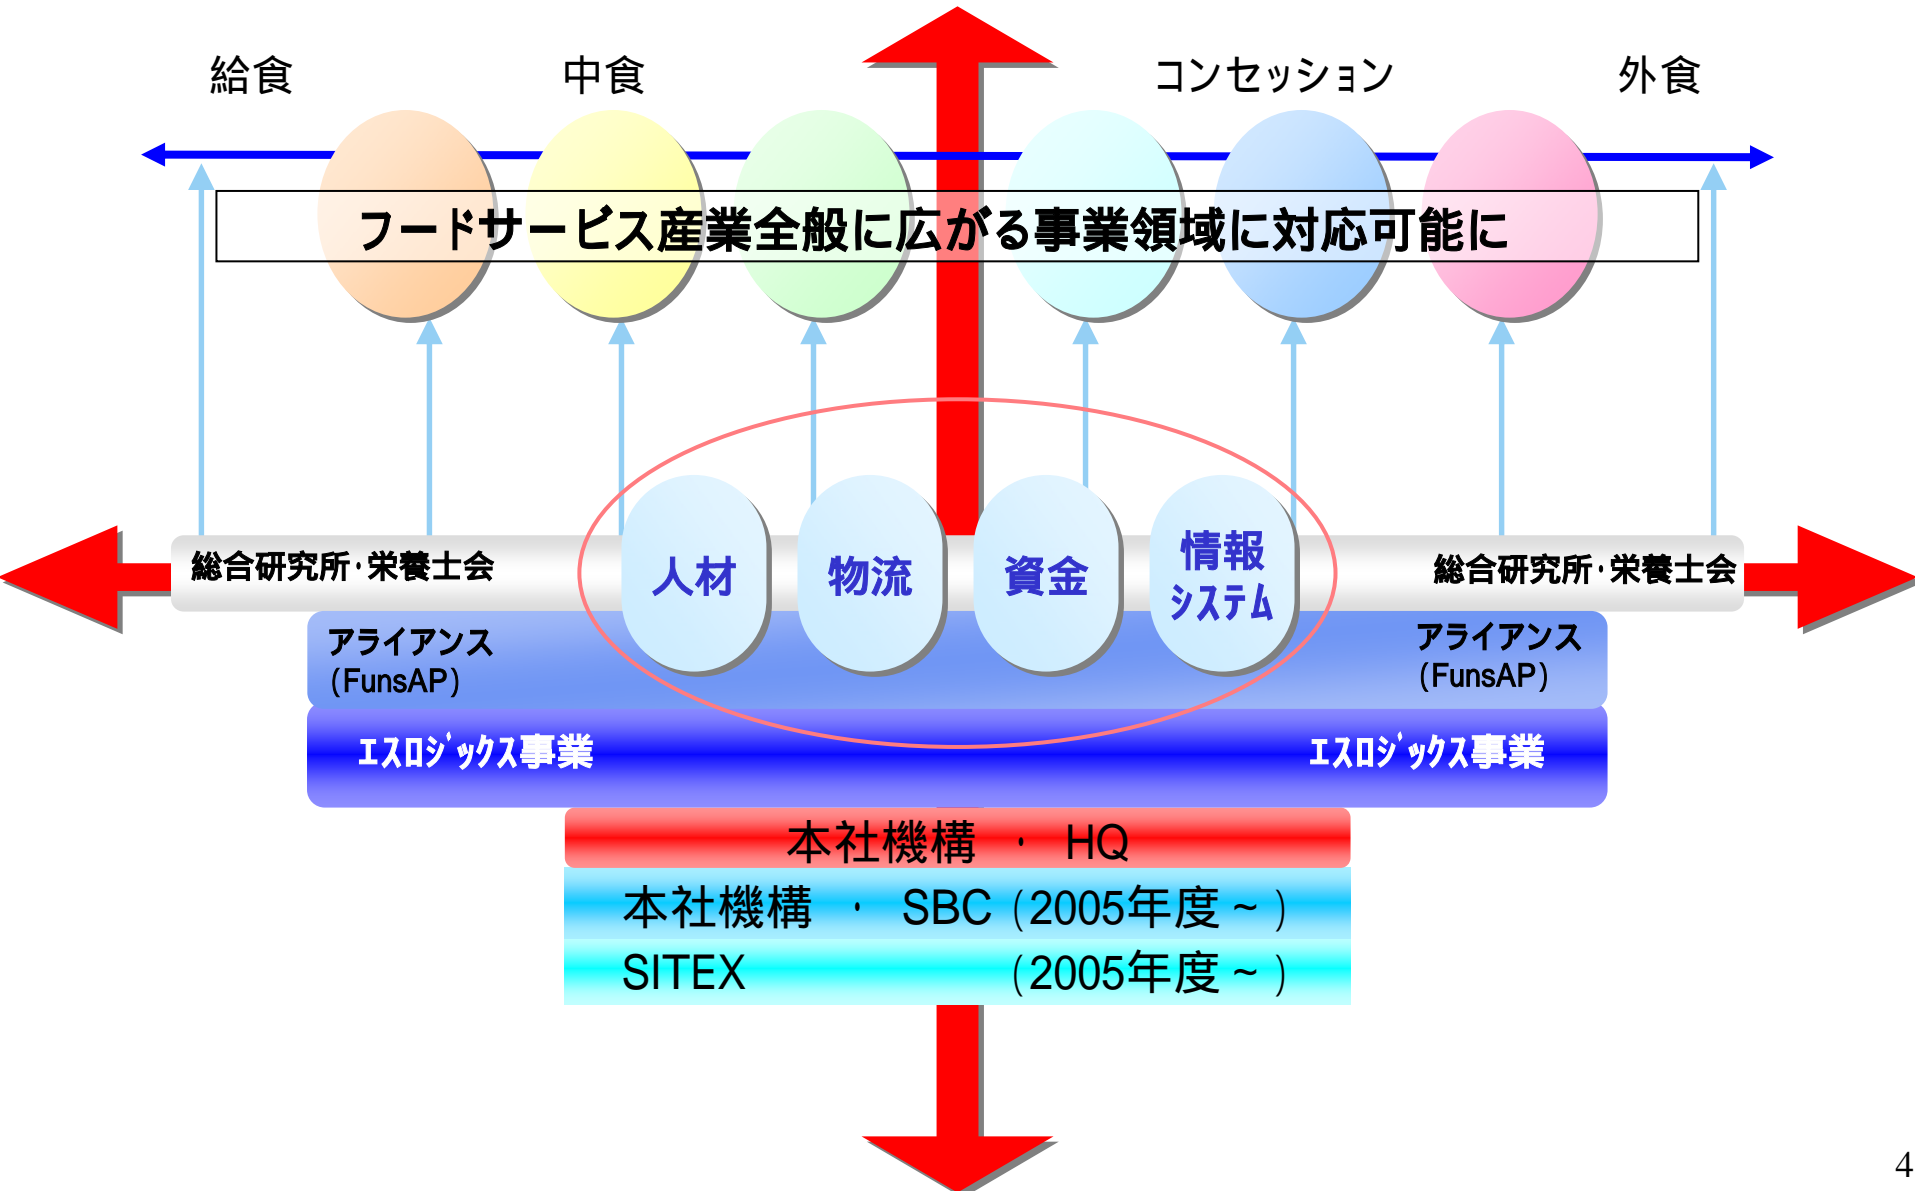 給食 中食 コンセッション 外食
フードサービス産業全般に広がる事業領域に対応可能に
人材 物流 資金 情報
システム
総合研究所・栄養士会 総合研究所・栄養士会
アライアンス アライアンス
(FunsAP) (FunsAP)
エスロジックス事業 エスロジックス事業
本社機構 ・ HQ
本社機構 ・ SBC (2005年度~)
SITEX (2005年度~)
4